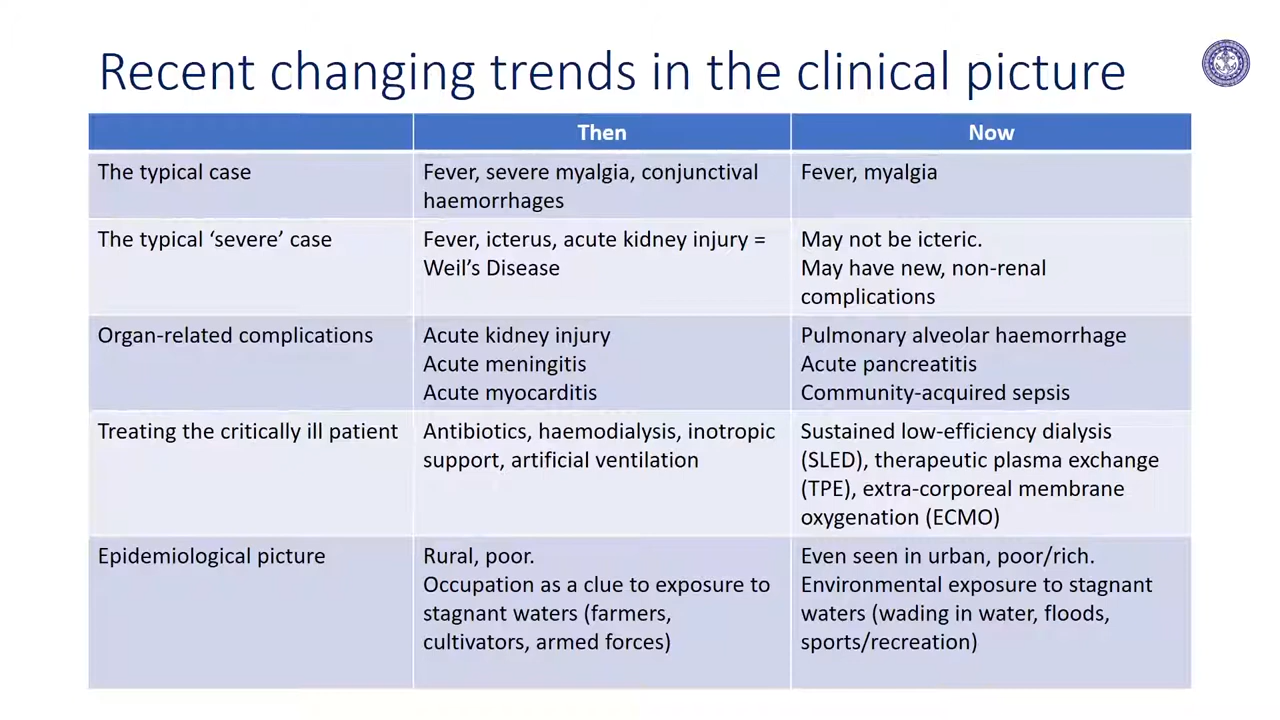 Recent changing trends in the clinical picture
Then
Now
The typical case
Fever, severe myalgia, conjunctival
haemorrhages
Fever, myalgia
The typical ‘severe’ case
Fever, icterus, acute kidney injury =
Weil’s Disease
May not be icteric.
May have new, non-renal
complications
Organ-related complications
Acute kidney injury
Acute meningitis
Acute myocarditis
Pulmonary alveolar haemorrhage
Acute pancreatitis
Community-acquired sepsis
Treating the critically ill patient
Antibiotics, haemodialysis, inotropic
support, artificial ventilation
Sustained low-efficiency dialysis
(SLED), therapeutic plasma exchange
(TPE), extra-corporeal membrane
oxygenation (ECMO)
Epidemiological picture
Rural, poor.
Occupation as a clue to exposure to
stagnant waters (farmers,
cultivators, armed forces)
Even seen in urban, poor/rich.
Environmental exposure to stagnant
waters (wading in water, floods,
sports/recreation)